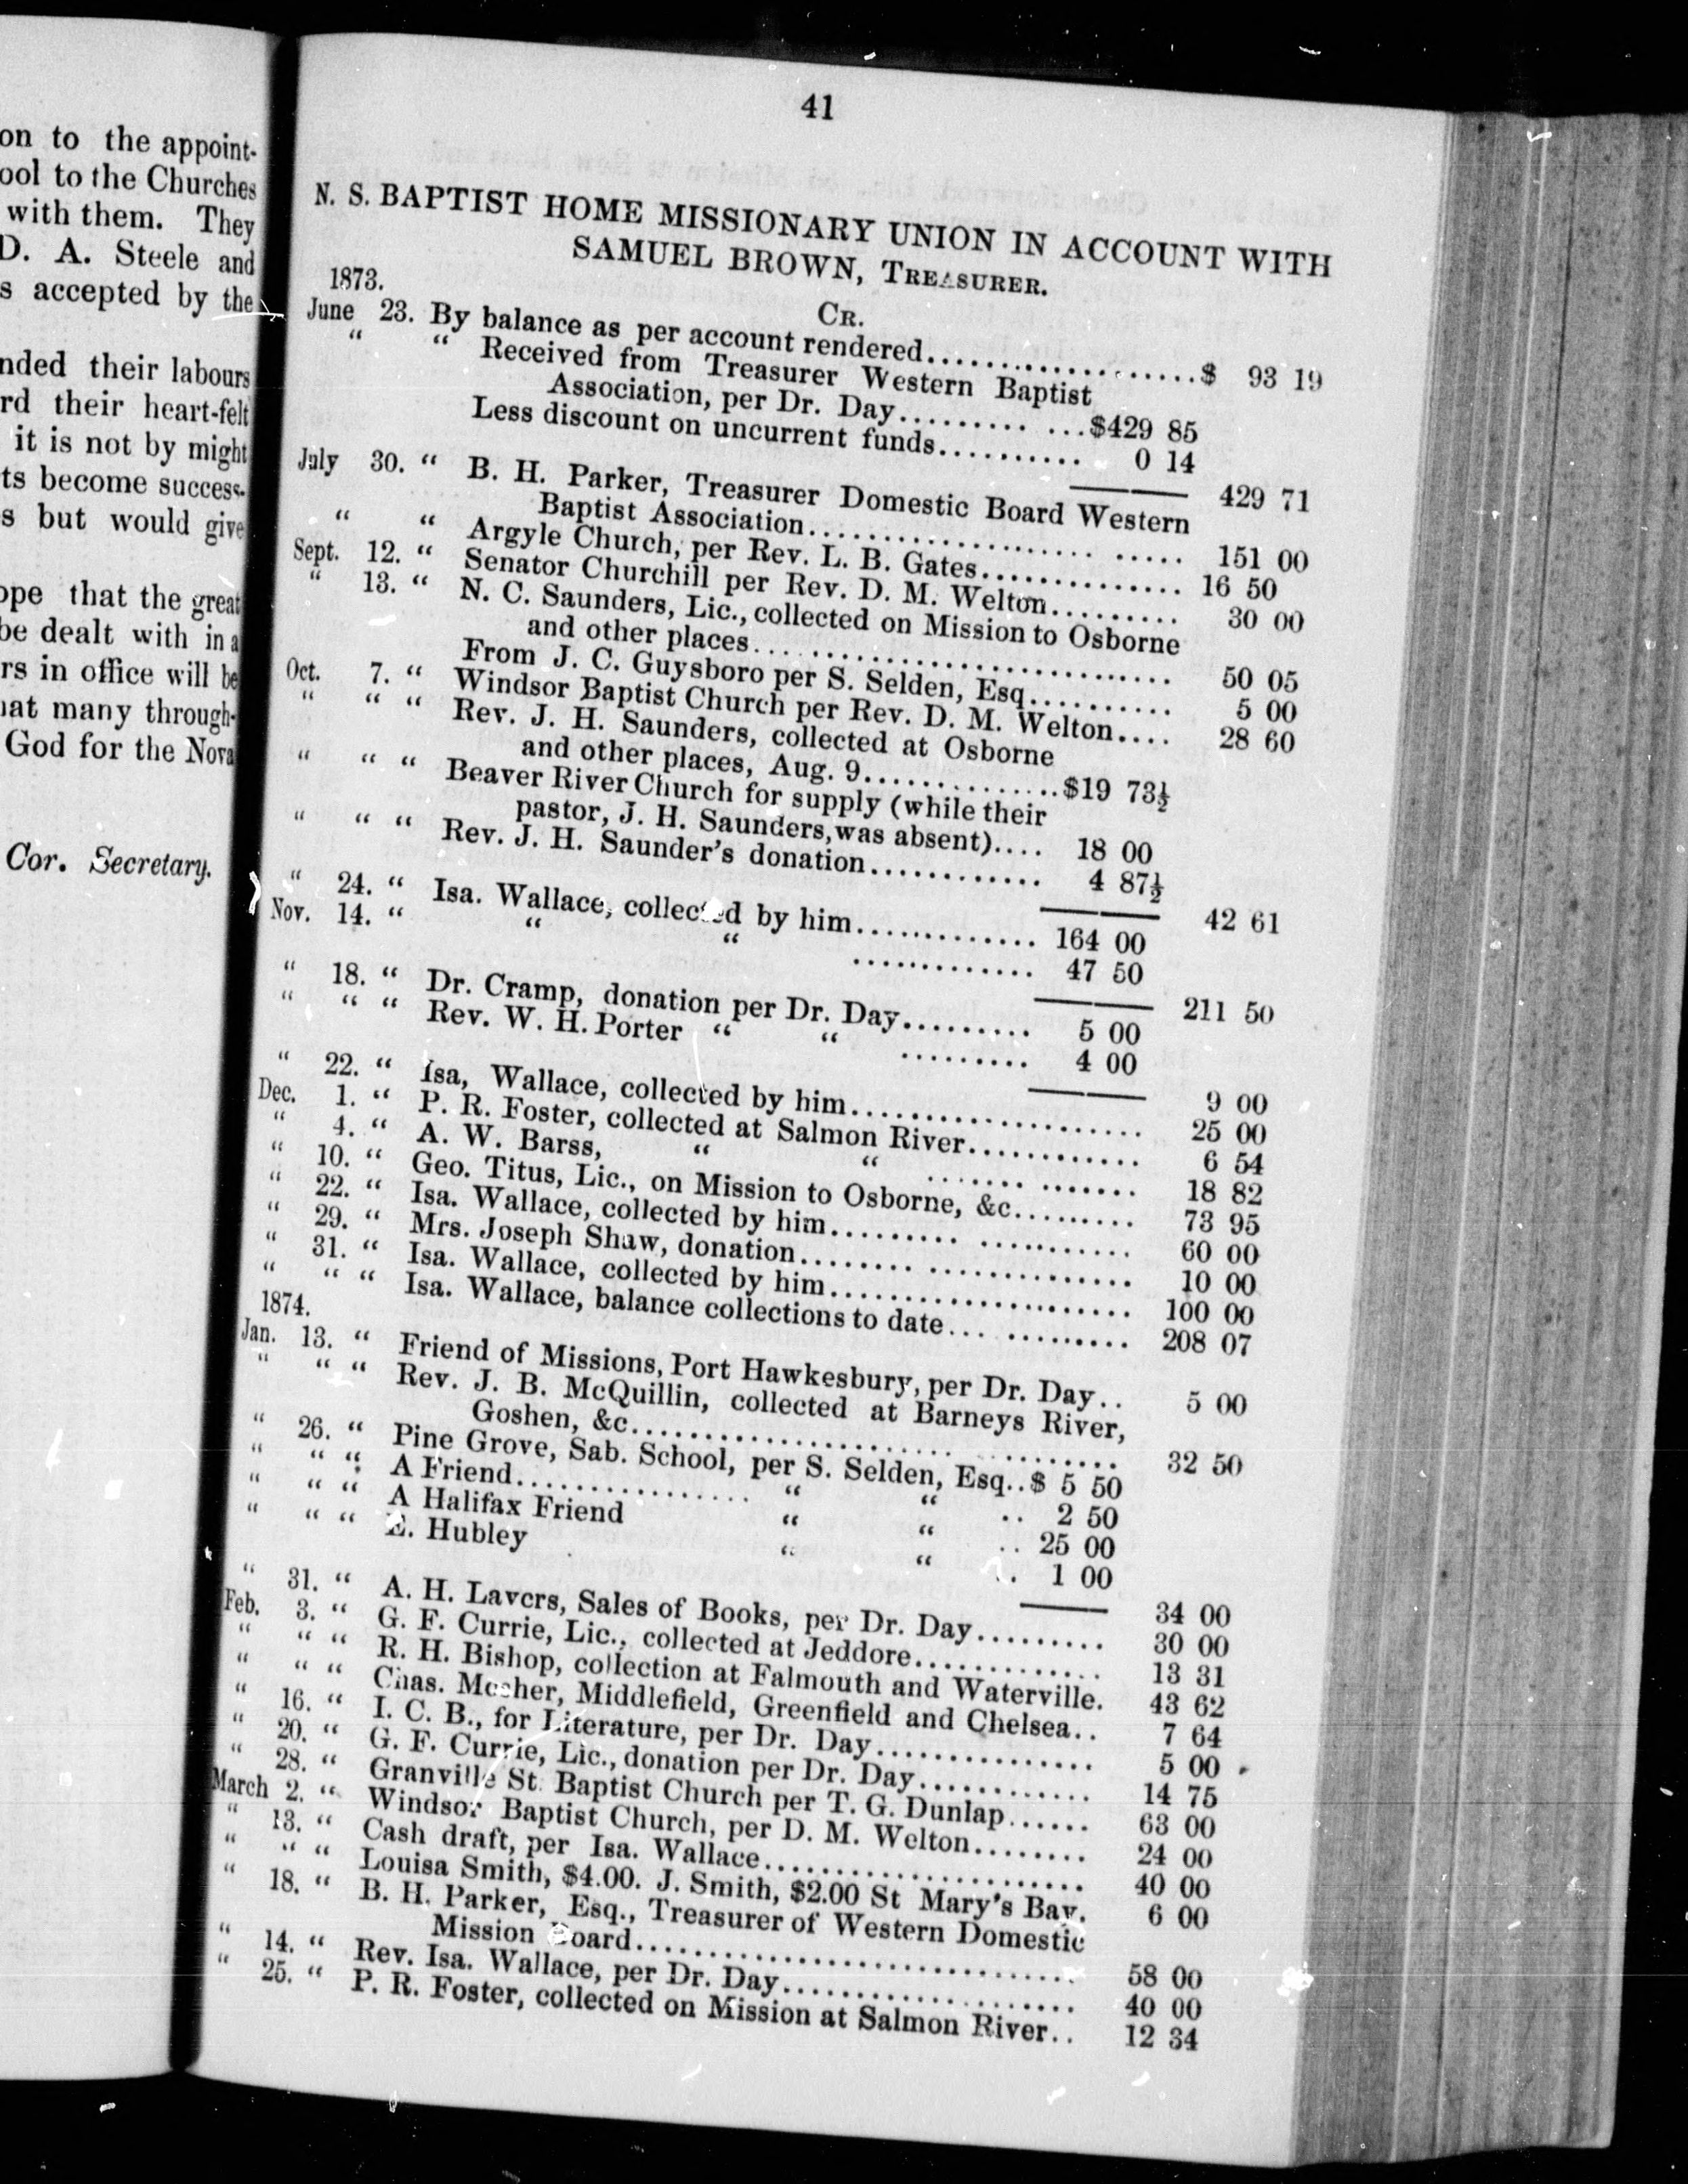 on to the appoint-
ool to the Churches
with them. They
D. A. Steele and
s accepted by the
nded their labours
rd their heart-felt
it is not by might
ts become success-
s but would give
ope that the great
be dealt with in a
rs in office will be
nat many through-
God for the Nova
Cor. Secretary.
41
N. S. BAPTIST HOME MISSIONARY UNION IN ACCOUNT WITH
SAMUEL BROWN, TREASURER.
1873.
CR.
June 23. By balance as per account rendered....................$ 93 19
" " Received from Treasurer Western Baptist
Association, per Dr. Day......... ...$429 85
Less discount on uncurrent funds.......... 0 14
429 71
July 30. " B. H. Parker, Treasurer Domestic Board Western
Baptist Association.................... ..... 151 00
" " Argyle Church, per Rev. L. B. Gates.............. 16 50
Sept. 12. " Senator Churchill per Rev. D. M. Welton......... 30 00
" 13. " N. C. Saunders, Lic., collected on Mission to Osborne
and other places............................. 50 05
From J. C. Guysboro per S. Selden, Esq.......... 5 00
Oct. 7. " Windsor Baptist Church per Rev. D. M. Welton.... 28 60
" " " Rev. J. H. Saunders, collected at Osborne
and other places, Aug. 9..............$19 73½
" " " Beaver River Church for supply (while their
pastor, J. H. Saunders, was absent).... 18 00
" " " Rev. J. H. Saunder's donation............ 4 87½
42 61
" 24. " Isa. Wallace, collected by him............. 164 00
Nov. 14. " " " ............. 47 50
211 50
" 18. " Dr. Cramp, donation per Dr. Day......... 5 00
" " " Rev. W. H. Porter " " ......... 4 00
9 00
" 22. " Isa, Wallace, collected by him..................... 25 00
Dec. 1. " P. R. Foster, collected at Salmon River............ 6 54
" 4. " A. W. Barss, " " ....... ....... 18 82
" 10. " Geo. Titus, Lic., on Mission to Osborne, &c......... 73 95
" 22. " Isa. Wallace, collected by him......... ........... 60 00
" 29. " Mrs. Joseph Shaw, donation........ .............. 10 00
" 31. " Isa. Wallace, collected by him..................... 100 00
" " " Isa. Wallace, balance collections to date... ......... 208 07
1874.
Jan. 13. " Friend of Missions, Port Hawkesbury, per Dr. Day.. 5 00
" " " Rev. J. B. McQuillin, collected at Barneys River,
Goshen, &c.............................. 32 50
" 26. " Pine Grove, Sab. School, per S. Selden, Esq..$ 5 50
" " " A Friend................. " " .. 2 50
" " " A Halifax Friend " " .. 25 00
" " " E. Hubley " " .. 1 00
34 00
" 31. " A. H. Lavers, Sales of Books, per Dr. Day......... 30 00
Feb. 3. " G. F. Currie, Lic., collected at Jeddore............. 13 31
" " " R. H. Bishop, collection at Falmouth and Waterville. 43 62
" " " Chas. Mosher, Middlefield, Greenfield and Chelsea.. 7 64
" 16. " I. C. B., for Literature, per Dr. Day................ 5 00
" 20. " G. F. Currie, Lic., donation per Dr. Day............ 14 75
" 28. " Granville St. Baptist Church per T. G. Dunlap...... 63 00
March 2. " Windsor Baptist Church, per D. M. Welton........ 24 00
" 13. " Cash draft, per Isa. Wallace....................... 40 00
" " " Louisa Smith, $4.00. J. Smith, $2.00 St Mary's Bay. 6 00
" 18. " B. H. Parker, Esq., Treasurer of Western Domestic
Mission Board.............................. 58 00
" 14. " Rev. Isa. Wallace, per Dr. Day..................... 40 00
" 25. " P. R. Foster, collected on Mission at Salmon River.. 12 34